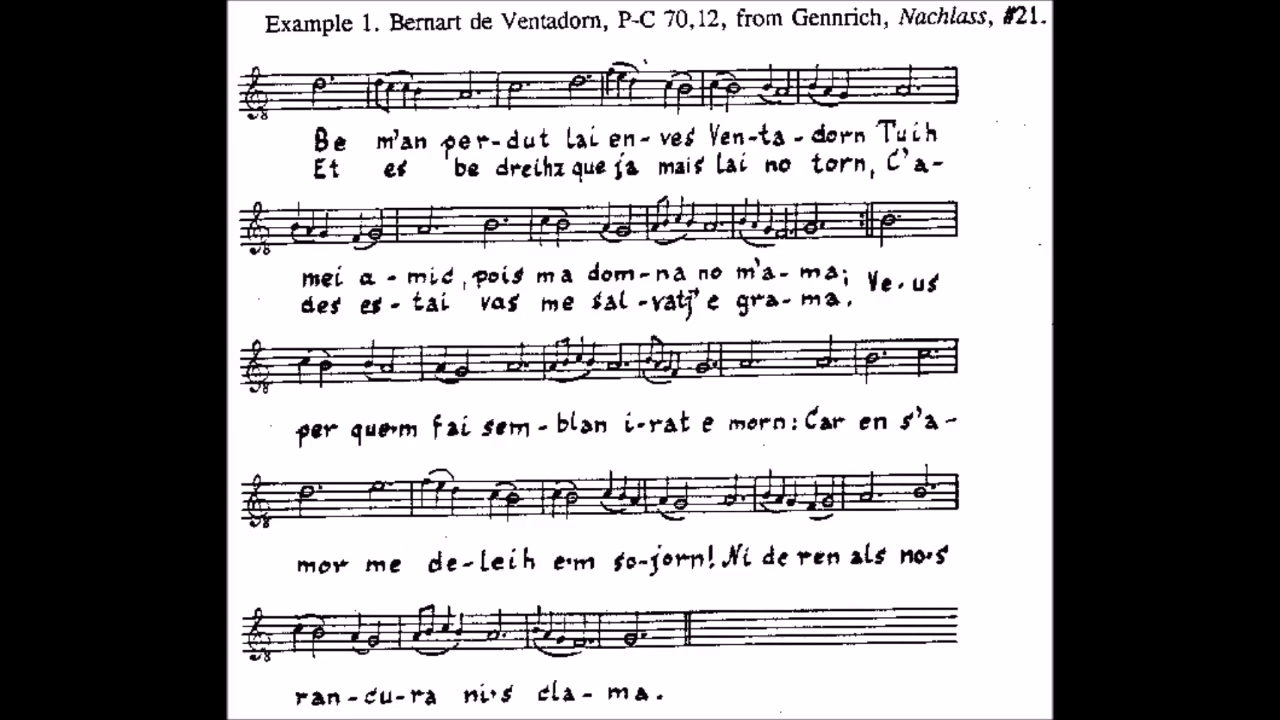 Example 1. Bernart de Ventadorn, P-C 70,12, from Gennrich, Nachlass, #21.
Be m'an per-dut lai en-ves Ven-ta-dorn Tuih
Et es be dreihz que ja mais lai no torn, C'a-
mei a-mic, pois ma dom-na no m'a-ma; Ve·us
des es-tai vas me sal-vatj' e gra-ma.
per que·m fai sem-blan i-rat e morn: Car en s'a-
mor me de-leih e·m so-jorn! Ni de ren als no·s
ran-cu-ra ni·s cla-ma.